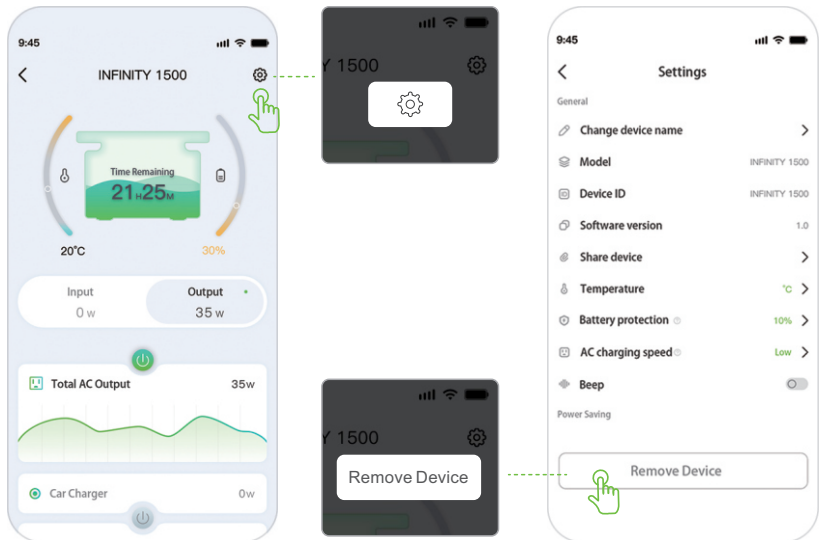 9:45
INFINITY 1500
Time Remaining
21H25M
20°C
30%
Input
Output
0 w
35 w
Total AC Output
35w
Car Charger
0w
Y 1500
Y 1500
Remove Device
9:45
Settings
General
Change device name
Model
INFINITY 1500
Device ID
INFINITY 1500
Software version
1.0
Share device
Temperature
°C
Battery protection
10%
AC charging speed
Low
Beep
Power Saving
Remove Device